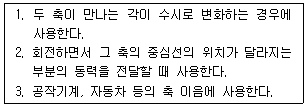 1. 두 축이 만나는 각이 수시로 변화하는 경우에
사용한다.
2. 회전하면서 그 축의 중심선의 위치가 달라지는
부분의 동력을 전달할 때 사용한다.
3. 공작기계, 자동차 등의 축 이음에 사용한다.